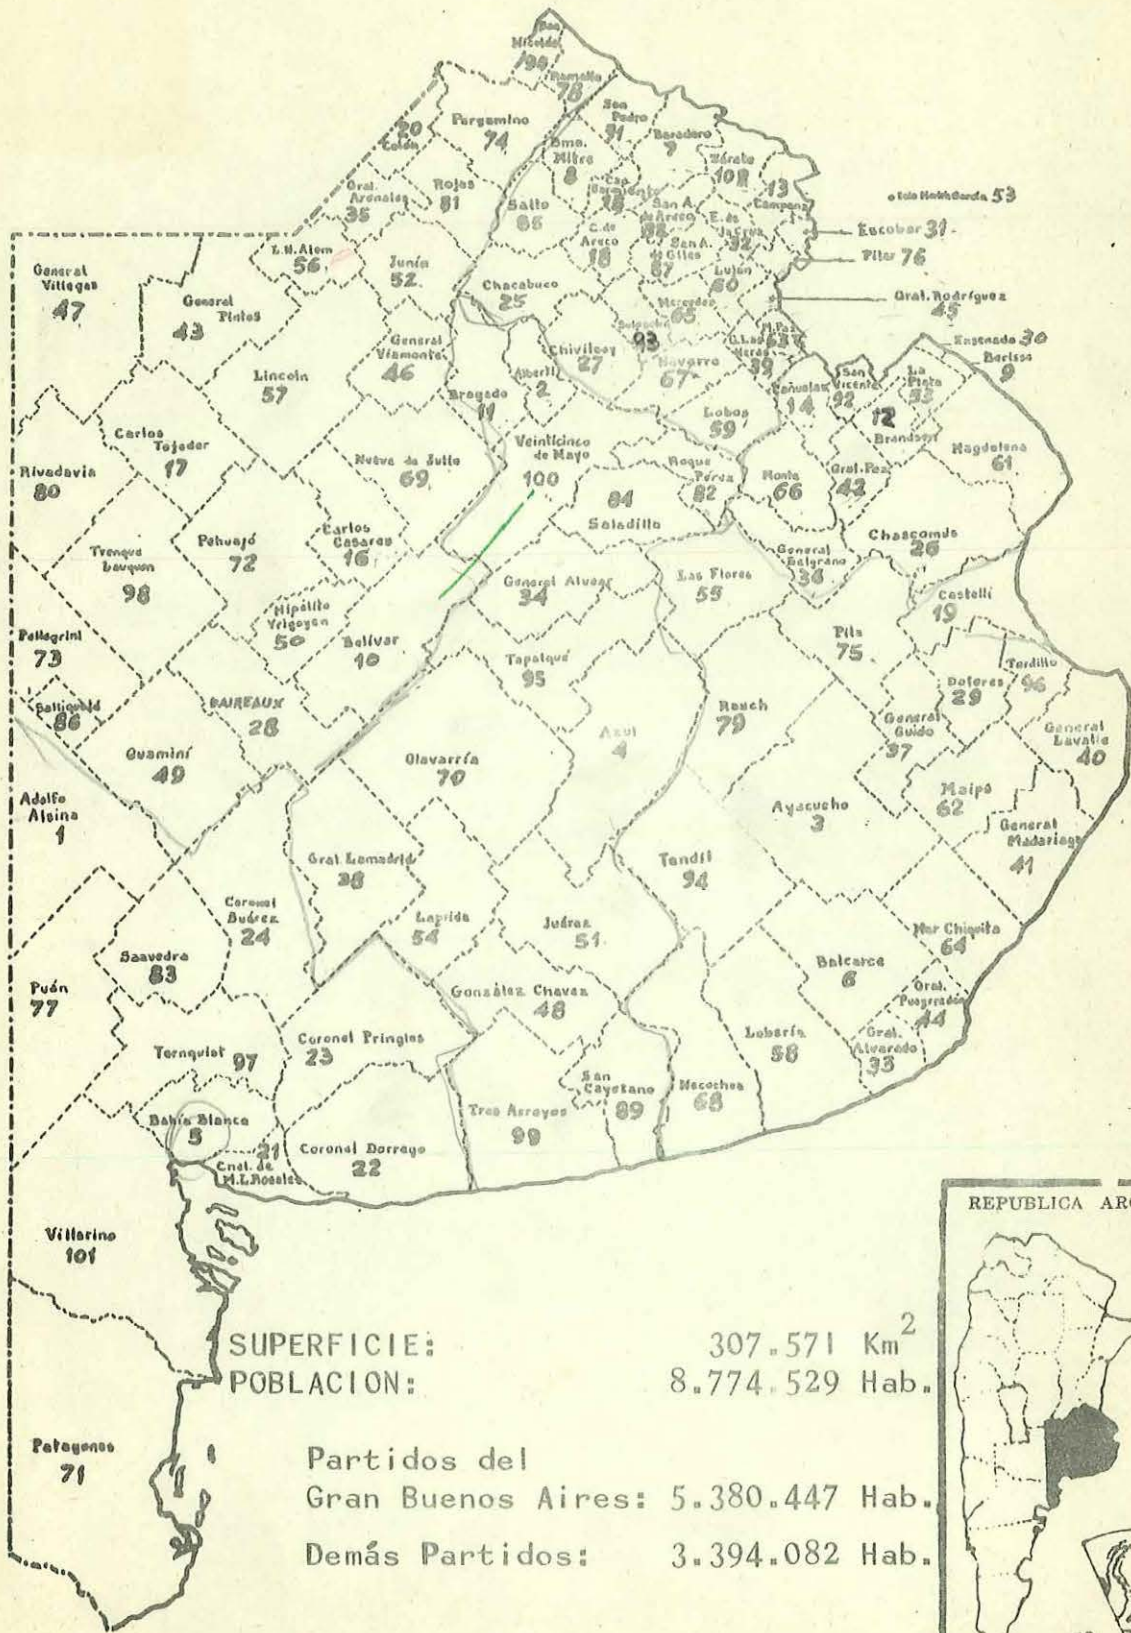 San
Nicolás
90
Ramallo
78
San
Pedro
91
Baradero
7
20
Colón
Pergamino
74
Bmé.
Mitre
8
Zárate
102
13
Campana
Gral.
Arenales
35
Rojas
81
Salto
85
Cap.
Sarmiento
San A.
de Areco
E. de
la Cruz
32
C. de
Areco
18
San A.
de Giles
87
Luján
60
53
Escobar 31
Pilar 76
Gral. Rodríguez
45
Ensenada 30
Berisso
9
General
Villegas
47
L.N. Alem
56
Junín
52
Chacabuco
25
Mercedes
65
General
Pintos
43
General
Viamonte
46
Chivilcoy
27
Suipacha
93
Navarro
67
G. Las
Heras
39
M. Paz
63
Cañuelas
14
San
Vicente
92
La
Plata
12
Brandsen
Alberti
2
Bragado
11
Lincoln
57
Lobos
59
Magdalena
61
Carlos
Tejedor
17
Rivadavia
80
Nueve de Julio
69
Veinticinco
de Mayo
100
Roque
Pérez
82
84
Saladillo
Monte
66
Gral. Paz
42
Trenque
Lauquen
98
Pehuajó
72
Carlos
Casares
16
Chascomús
26
General
Belgrano
36
General Alvear
34
Las Flores
55
Castelli
19
Hipólito
Yrigoyen
50
Bolívar
10
Pellegrini
73
Tapalqué
95
Pila
75
Tordillo
96
Dolores
29
Salliqueló
86
DAIREAUX
28
Rauch
79
Azul
4
General
Guido
37
General
Lavalle
40
Guaminí
49
Olavarría
70
Adolfo
Alsina
1
Ayacucho
3
Maipú
62
General
Madariaga
41
Gral. Lamadrid
38
Tandil
94
Coronel
Suárez
24
Laprida
54
Juárez
51
Mar Chiquita
64
Saavedra
83
Balcarce
6
Puán
77
González Chavez
48
Gral.
Pueyrredón
44
Tornquist 97
Coronel Pringles
23
Lobería
58
Gral.
Alvarado
33
San
Cayetano
89
Necochea
68
Bahía Blanca
5
21
Cnel. de
M.L. Rosales
Coronel Dorrego
22
Tres Arroyos
99
Villarino
101
Patagones
71
REPUBLICA ARG
SUPERFICIE: 307.571 Km²
POBLACION: 8.774.529 Hab.
Partidos del
Gran Buenos Aires: 5.380.447 Hab.
Demás Partidos: 3.394.082 Hab.